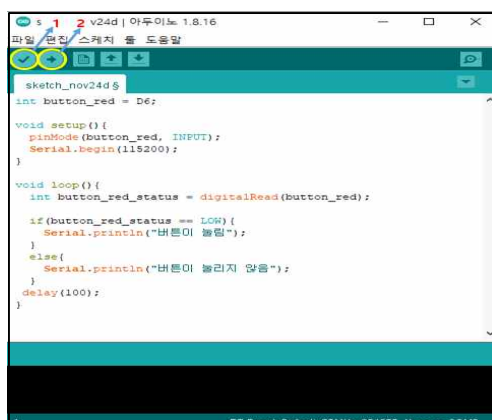 s 1 2 v24d | 아두이노 1.8.16
파일 편집 스케치 툴 도움말
sketch_nov24d §
int button_red = D6;
void setup(){
pinMode(button_red, INPUT);
Serial.begin(115200);
}
void loop(){
int button_red_status = digitalRead(button_red);
if(button_red_status == LOW){
Serial.println("버튼이 눌림");
}
else{
Serial.println("버튼이 눌리지 않음");
}
delay(100);
}